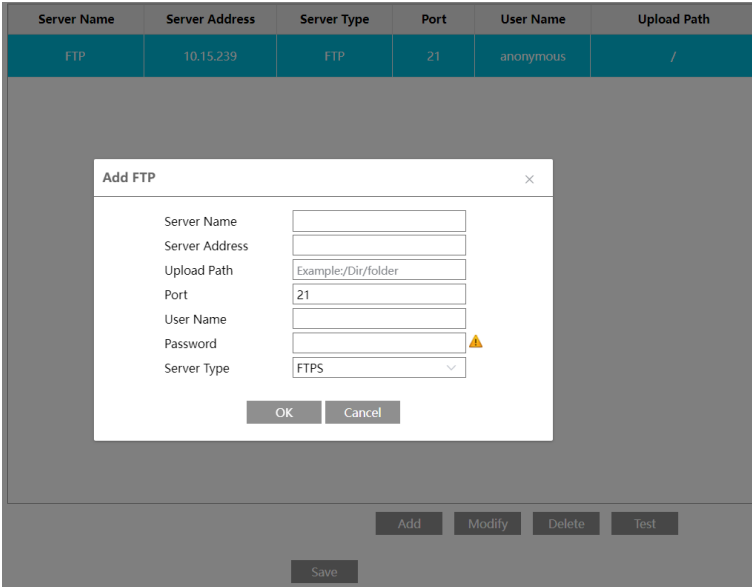 Server Name Server Address Server Type Port User Name Upload Path
FTP 10.15.239 FTP 21 anonymous /
Add FTP
Server Name
Server Address
Upload Path Example:/Dir/folder
Port 21
User Name
Password
Server Type FTPS
OK Cancel
Add Modify Delete Test
Save